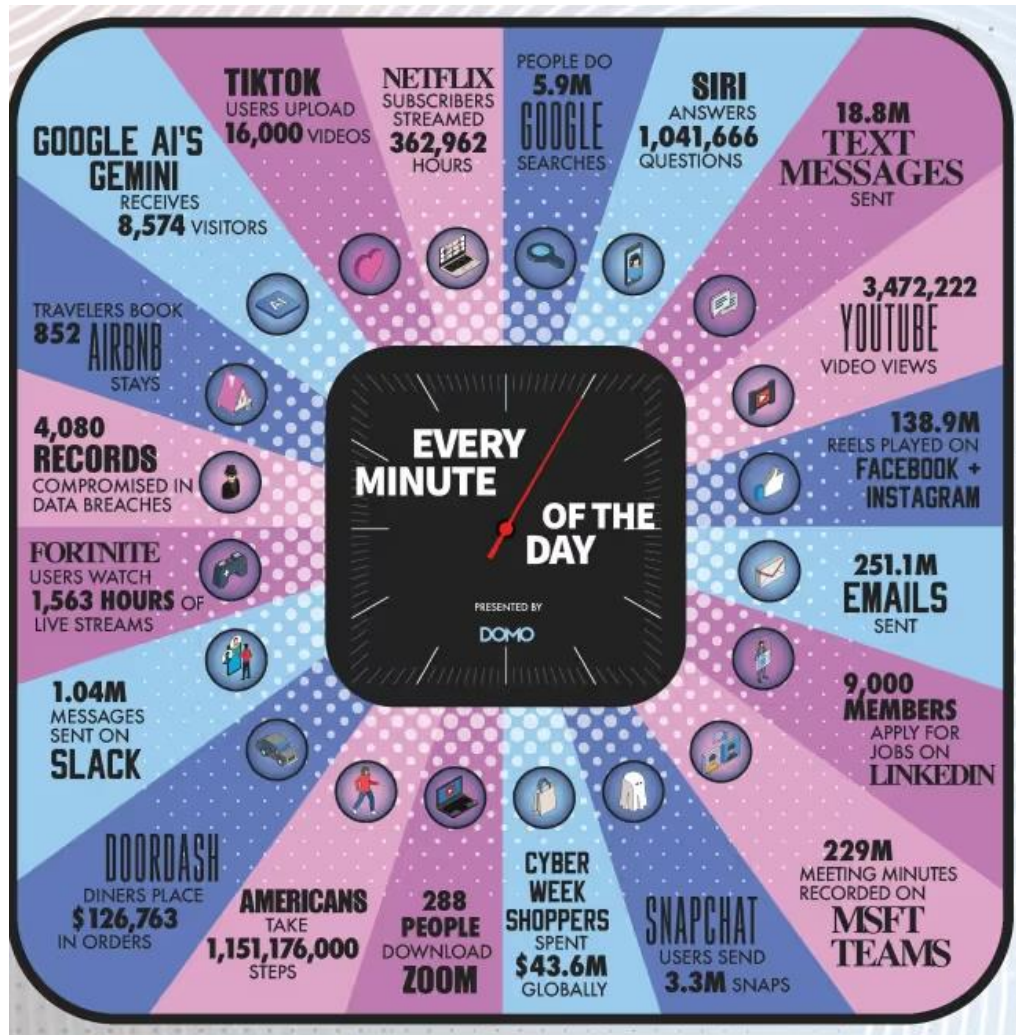 TIKTOK
USERS UPLOAD
16,000 VIDEOS
NETFLIX
SUBSCRIBERS
STREAMED
362,962
HOURS
PEOPLE DO
5.9M
GOOGLE
SEARCHES
SIRI
ANSWERS
1,041,666
QUESTIONS
18.8M
TEXT
MESSAGES
SENT
3,472,222
YOUTUBE
VIDEO VIEWS
138.9M
REELS PLAYED ON
FACEBOOK +
INSTAGRAM
251.1M
EMAILS
SENT
9,000
MEMBERS
APPLY FOR
JOBS ON
LINKEDIN
229M
MEETING MINUTES
RECORDED ON
MSFT
TEAMS
SNAPCHAT
USERS SEND
3.3M SNAPS
CYBER
WEEK
SHOPPERS
SPENT
$43.6M
GLOBALLY
288
PEOPLE
DOWNLOAD
ZOOM
AMERICANS
TAKE
1,151,176,000
STEPS
DOORDASH
DINERS PLACE
$126,763
IN ORDERS
1.04M
MESSAGES
SENT ON
SLACK
FORTNITE
USERS WATCH
1,563 HOURS OF
LIVE STREAMS
4,080
RECORDS
COMPROMISED IN
DATA BREACHES
TRAVELERS BOOK
852 AIRBNB
STAYS
GOOGLE AI'S
GEMINI
RECEIVES
8,574 VISITORS
AI
EVERY
MINUTE
OF THE
DAY
PRESENTED BY
DOMO